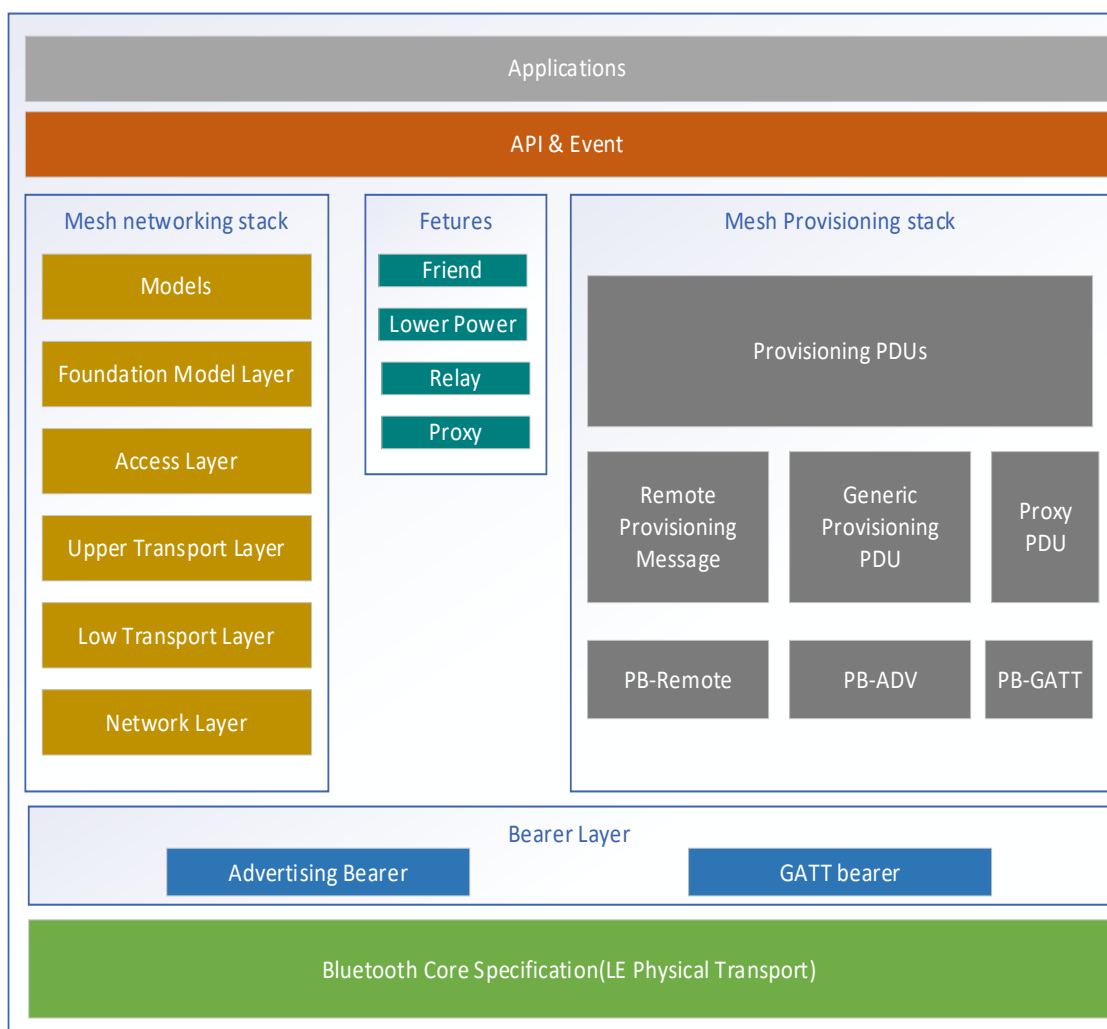 Applications
API & Event
Mesh networking stack
Models
Foundation Model Layer
Access Layer
Upper Transport Layer
Low Transport Layer
Network Layer
Fetures
Friend
Lower Power
Relay
Proxy
Mesh Provisioning stack
Provisioning PDUs
Remote
Provisioning
Message
Generic
Provisioning
PDU
Proxy
PDU
PB-Remote
PB-ADV
PB-GATT
Bearer Layer
Advertising Bearer
GATT bearer
Bluetooth Core Specification(LE Physical Transport)